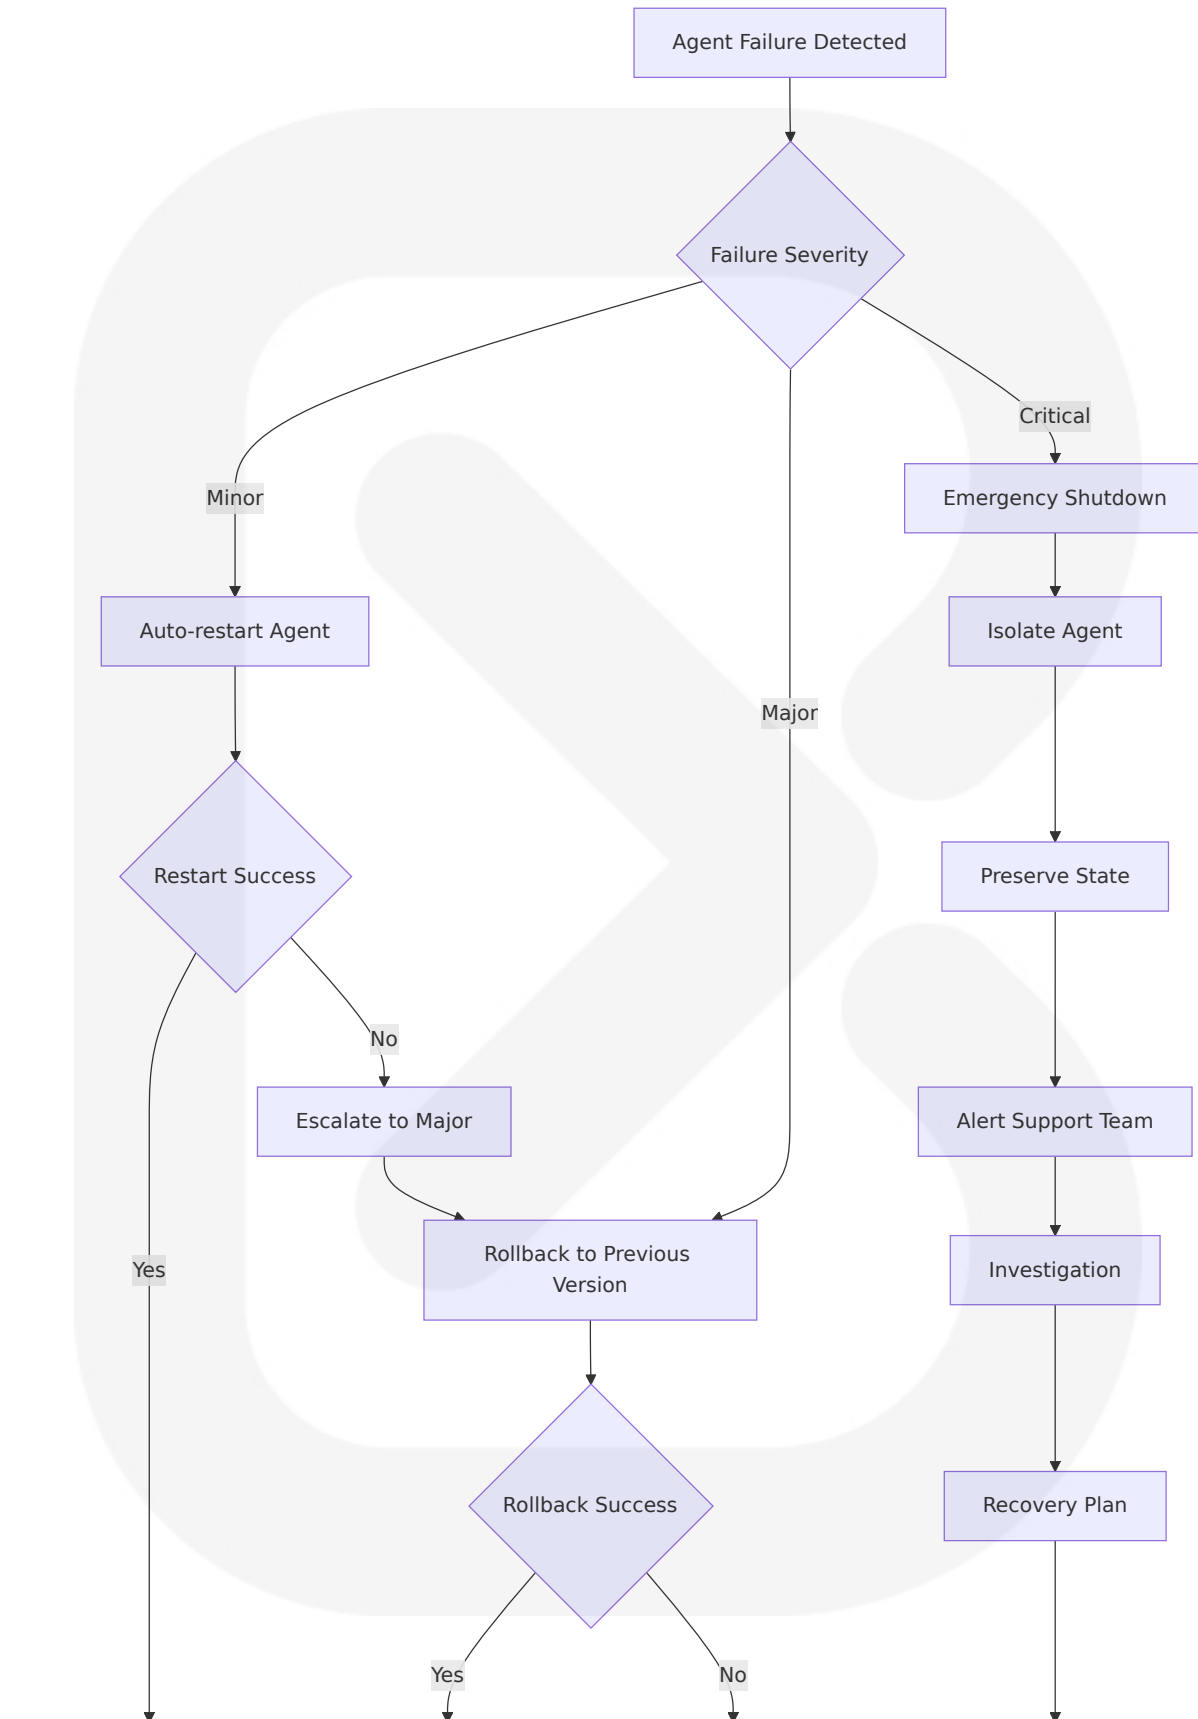 Agent Failure Detected
Failure Severity
Critical
Minor
Emergency Shutdown
Auto-restart Agent
Isolate Agent
Major
Restart Success
Preserve State
No
Escalate to Major
Alert Support Team
Rollback to Previous
Version
Yes
Investigation
Rollback Success
Recovery Plan
Yes
No